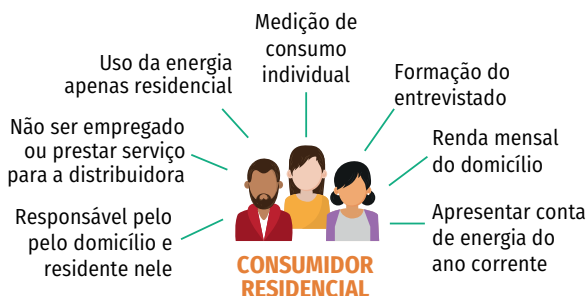 Medição de
consumo
individual
Uso da energia
apenas residencial
Formação do
entrevistado
Não ser empregado
ou prestar serviço
para a distribuidora
Renda mensal
do domicílio
Responsável pelo
pelo domicílio e
residente nele
Apresentar conta
de energia do
ano corrente
CONSUMIDOR
RESIDENCIAL